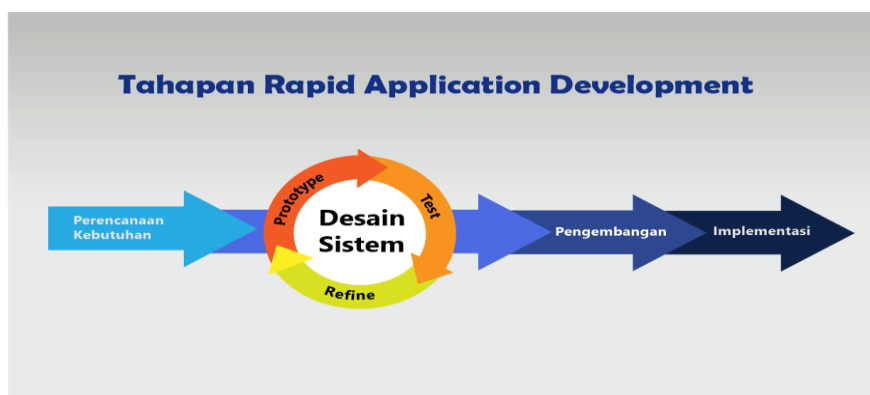 Tahapan Rapid Application Development
Perencanaan
Kebutuhan
Prototype
Test
Refine
Desain
Sistem
Pengembangan
Implementasi